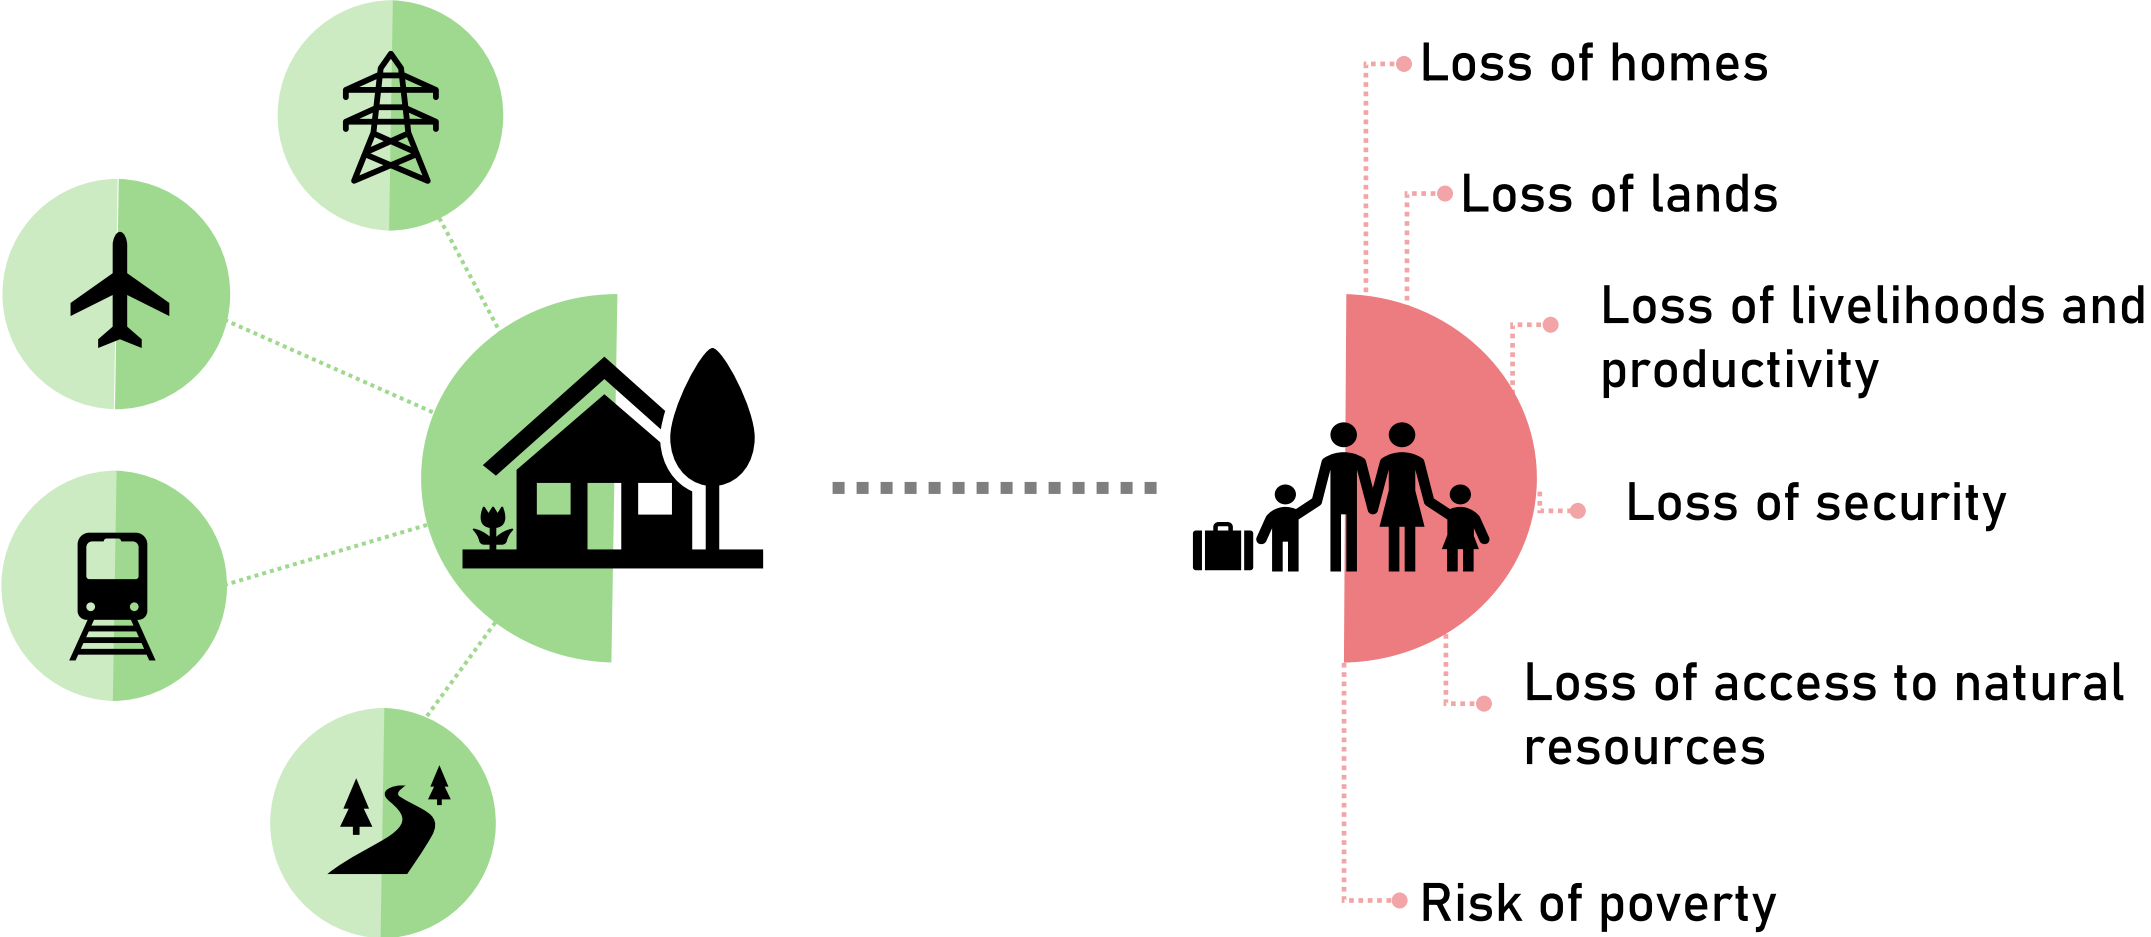 Loss of homes
Loss of lands
Loss of livelihoods and
productivity
Loss of security
Loss of access to natural
resources
Risk of poverty